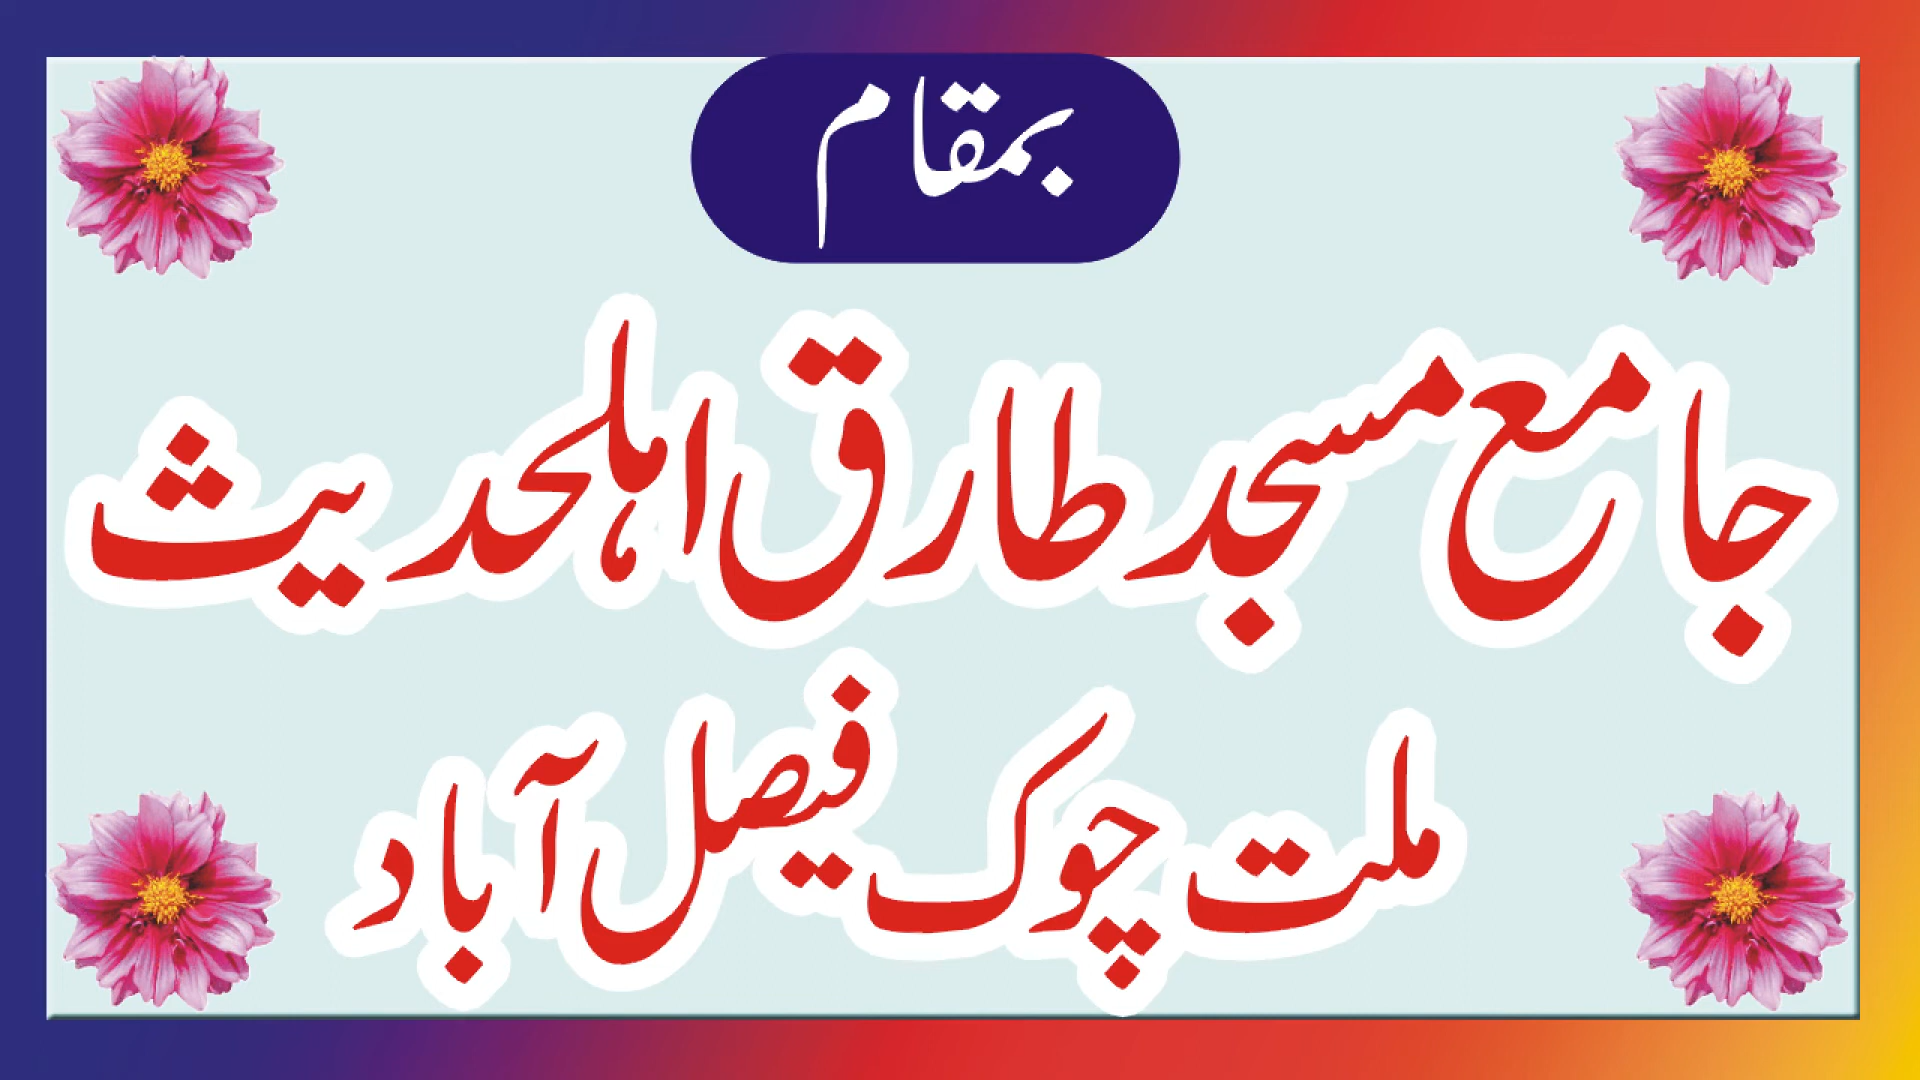 بمقام
جامع مسجد طارق اہلحدیث
ملت چوک فیصل آباد